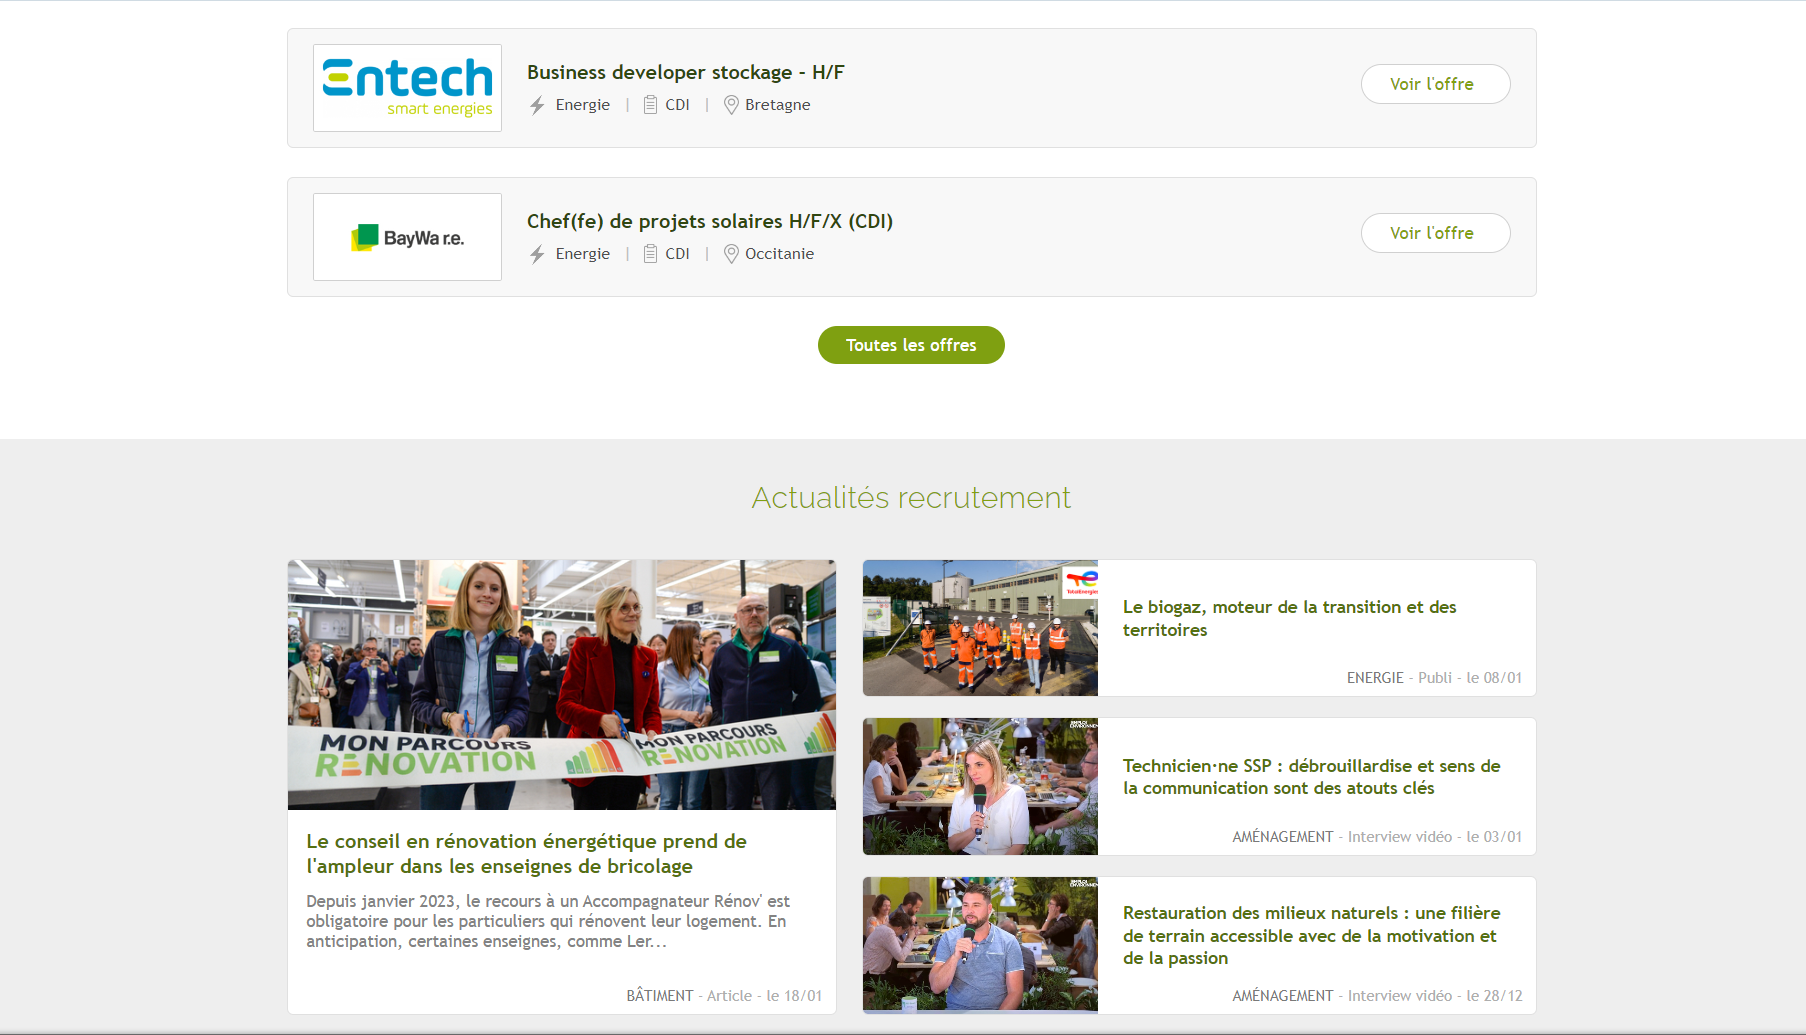 Entech
smart energies
Business developer stockage - H/F
Energie | CDI | Bretagne
Voir l'offre
BayWa r.e.
Chef(fe) de projets solaires H/F/X (CDI)
Energie | CDI | Occitanie
Voir l'offre
Toutes les offres
Actualités recrutement
MON PARCOURS
RÉNOVATION
MON PARCOURS
RÉNOVATION
Le conseil en rénovation énergétique prend de
l'ampleur dans les enseignes de bricolage
Depuis janvier 2023, le recours à un Accompagnateur Rénov' est
obligatoire pour les particuliers qui rénovent leur logement. En
anticipation, certaines enseignes, comme Ler...
BÂTIMENT - Article - le 18/01
TotalEnergies
Le biogaz, moteur de la transition et des
territoires
ENERGIE - Publi - le 08/01
Technicien·ne SSP : débrouillardise et sens de
la communication sont des atouts clés
AMÉNAGEMENT - Interview vidéo - le 03/01
Restauration des milieux naturels : une filière
de terrain accessible avec de la motivation et
de la passion
AMÉNAGEMENT - Interview vidéo - le 28/12